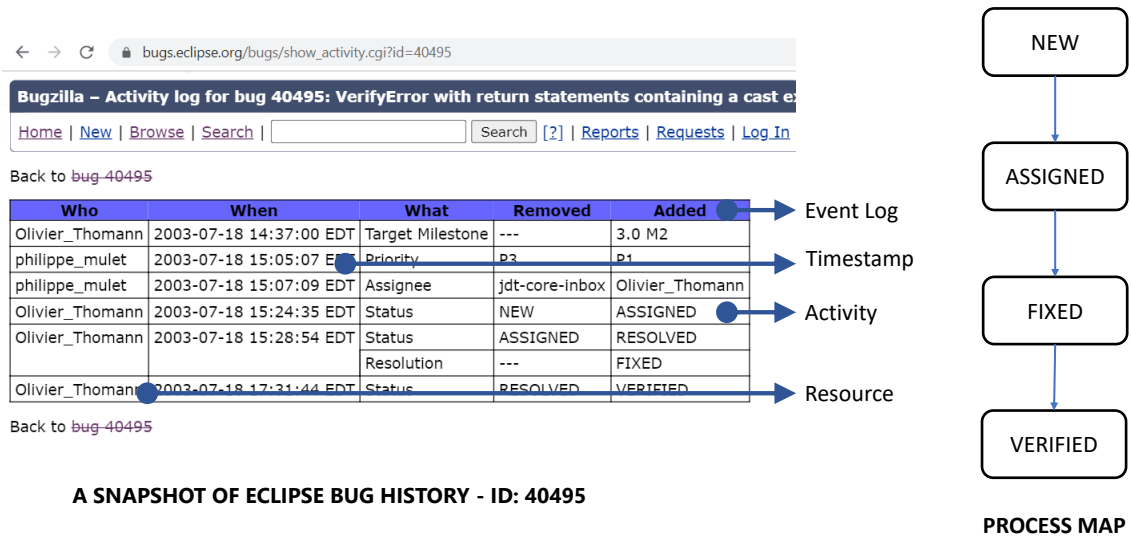 bugs.eclipse.org/bugs/show_activity.cgi?id=40495
Bugzilla – Activity log for bug 40495: VerifyError with return statements containing a cast ex
Home | New | Browse | Search | Search [?] | Reports | Requests | Log In
Back to bug 40495
Who When What Removed Added
Olivier_Thomann 2003-07-18 14:37:00 EDT Target Milestone --- 3.0 M2
philippe_mulet 2003-07-18 15:05:07 EDT Priority P3 P1
philippe_mulet 2003-07-18 15:07:09 EDT Assignee jdt-core-inbox Olivier_Thomann
Olivier_Thomann 2003-07-18 15:24:35 EDT Status NEW ASSIGNED
Olivier_Thomann 2003-07-18 15:28:54 EDT Status ASSIGNED RESOLVED
Resolution --- FIXED
Olivier_Thomann 2003-07-18 17:31:44 EDT Status RESOLVED VERIFIED
Back to bug 40495
Event Log
Timestamp
Activity
Resource
A SNAPSHOT OF ECLIPSE BUG HISTORY - ID: 40495
NEW
ASSIGNED
FIXED
VERIFIED
PROCESS MAP